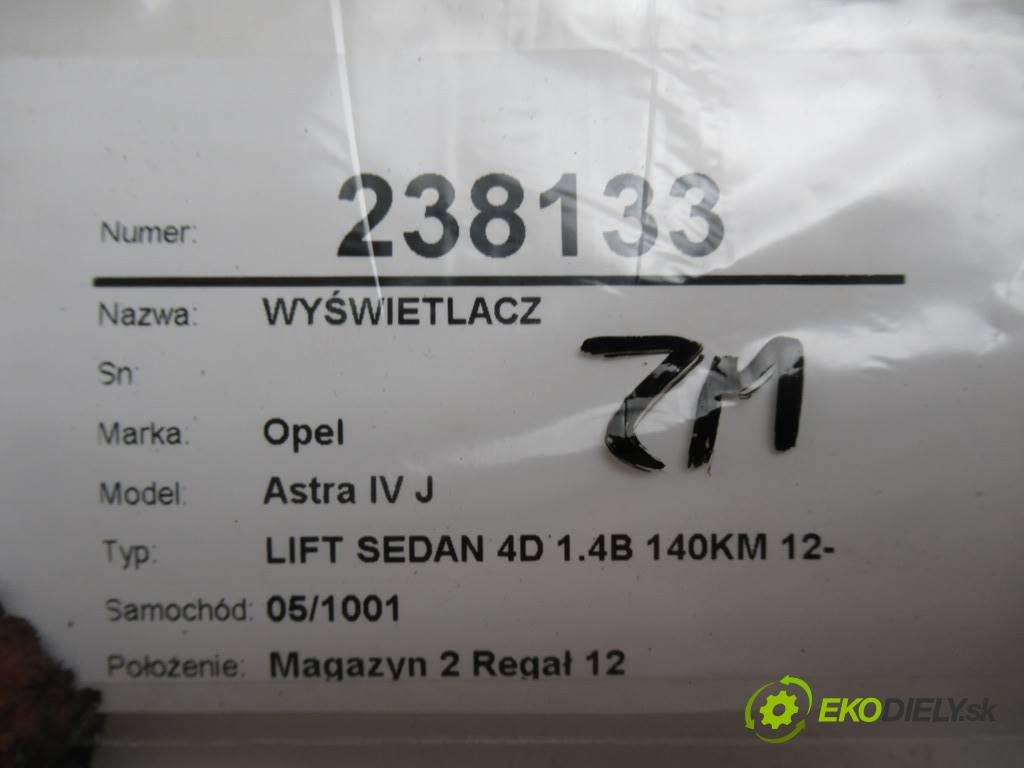 Numer: 238133
Nazwa: WYŚWIETLACZ
Sn:
ZM
Marka: Opel
Model: Astra IV J
Typ: LIFT SEDAN 4D 1.4B 140KM 12-
Samochód: 05/1001
Położenie: Magazyn 2 Regał 12
EKODIELY.sk